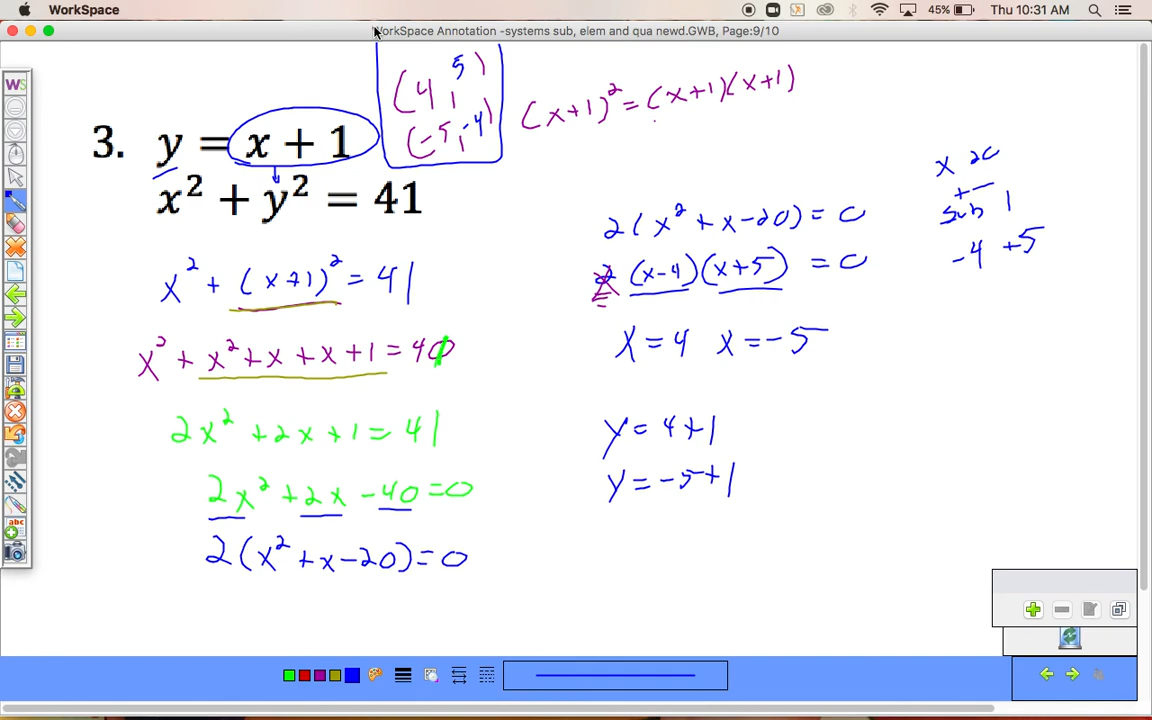 WorkSpace
45%
Thu 10:31 AM
WorkSpace Annotation -systems sub, elem and qua newd.GWB, Page:9/10
WS
3. y = x + 1
x² + y² = 41
(4, 5)
(-5, -4)
(x+1)² = (x+1)(x+1)
x² + (x+1)² = 41
x² + x² + x + x + 1 = 41
2x² + 2x + 1 = 41
2x² + 2x - 40 = 0
2(x² + x - 20) = 0
2(x² + x - 20) = 0
2 (x-4)(x+5) = 0
x = 4 x = -5
y = 4+1
y = -5+1
x 20
+ -
sub 1
-4 +5
abc